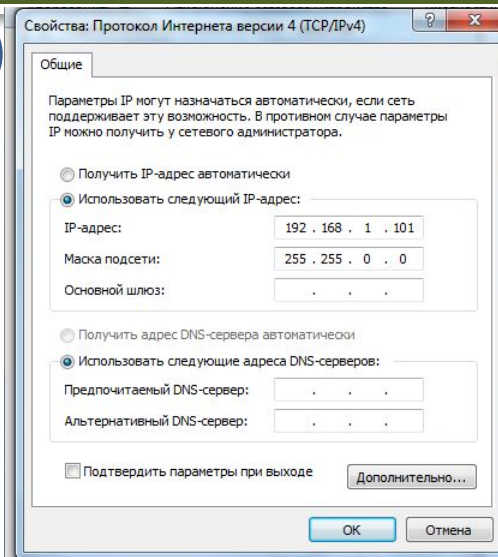 Свойства: Протокол Интернета версии 4 (TCP/IPv4)
Общие
Параметры IP могут назначаться автоматически, если сеть
поддерживает эту возможность. В противном случае параметры
IP можно получить у сетевого администратора.
Получить IP-адрес автоматически
Использовать следующий IP-адрес:
IP-адрес: 192 . 168 . 1 . 101
Маска подсети: 255 . 255 . 0 . 0
Основной шлюз: . . .
Получить адрес DNS-сервера автоматически
Использовать следующие адреса DNS-серверов:
Предпочитаемый DNS-сервер: . . .
Альтернативный DNS-сервер: . . .
Подтвердить параметры при выходе
Дополнительно...
OK Отмена